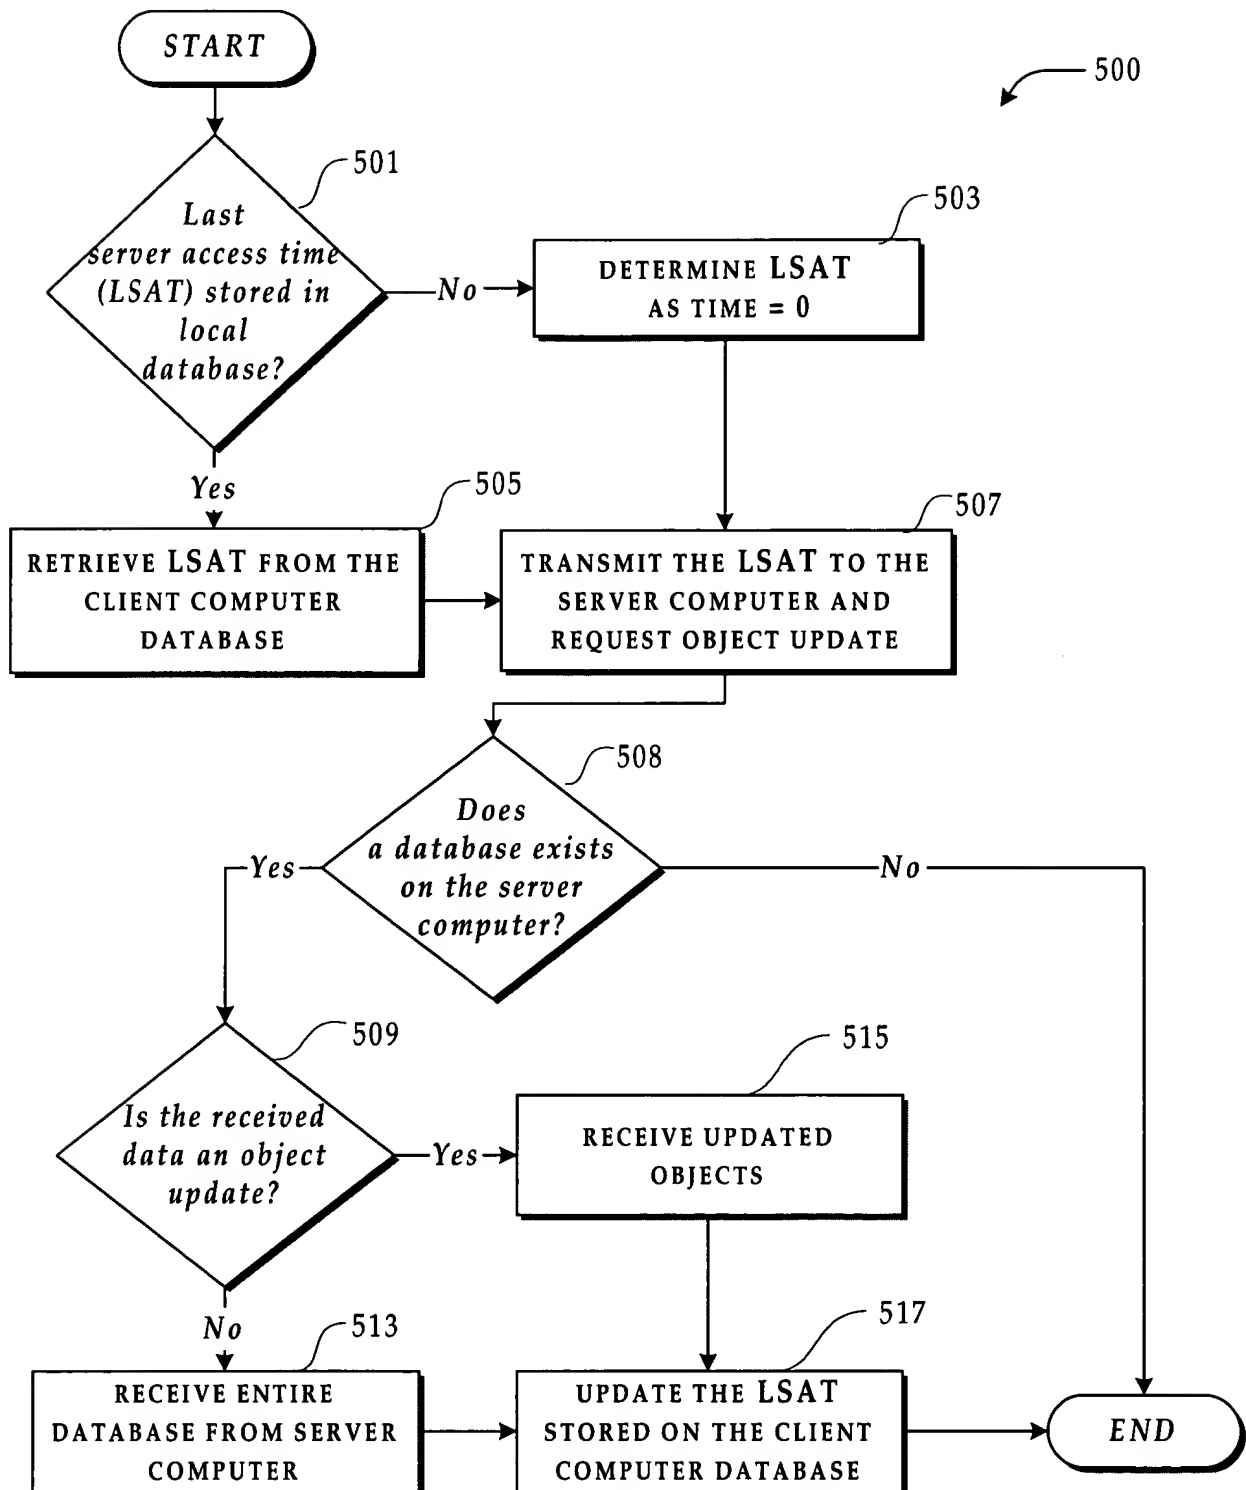 START
500
501
Last
server access time
(LSAT) stored in
local
database?
No
503
DETERMINE LSAT
AS TIME = 0
Yes
505
RETRIEVE LSAT FROM THE
CLIENT COMPUTER
DATABASE
507
TRANSMIT THE LSAT TO THE
SERVER COMPUTER AND
REQUEST OBJECT UPDATE
508
Does
a database exists
on the server
computer?
Yes
No
509
Is the received
data an object
update?
Yes
515
RECEIVE UPDATED
OBJECTS
No
513
RECEIVE ENTIRE
DATABASE FROM SERVER
COMPUTER
517
UPDATE THE LSAT
STORED ON THE CLIENT
COMPUTER DATABASE
END